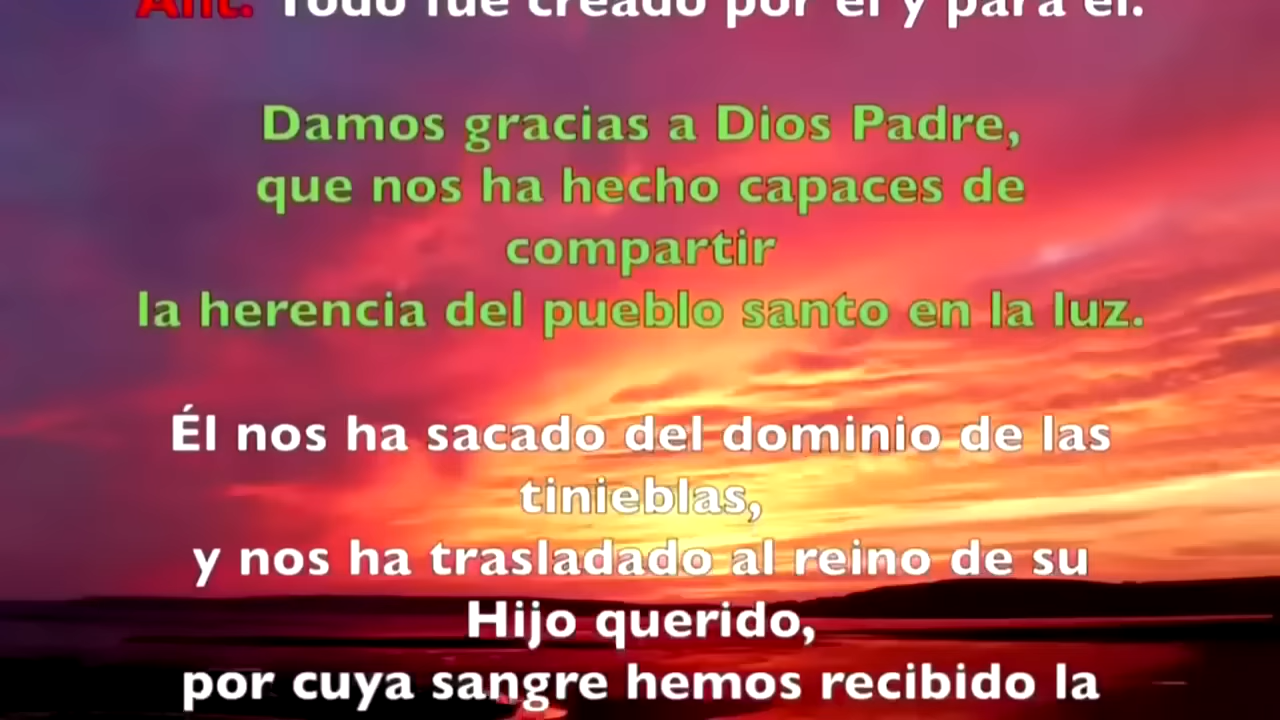 Ant. Todo fue creado por él y para él.
Damos gracias a Dios Padre,
que nos ha hecho capaces de
compartir
la herencia del pueblo santo en la luz.
Él nos ha sacado del dominio de las
tinieblas,
y nos ha trasladado al reino de su
Hijo querido,
por cuya sangre hemos recibido la